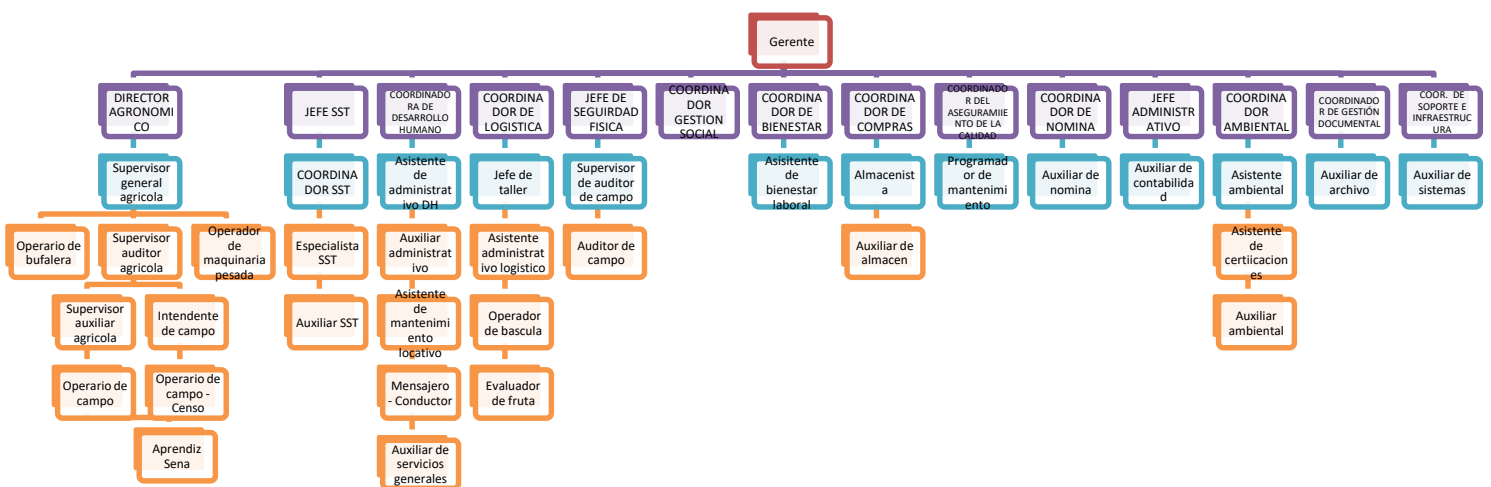 Gerente
DIRECTOR
AGRONOMI
CO
JEFE SST
COORDINADO
RA DE
DESARROLLO
HUMANO
COORDINA
DOR DE
LOGISTICA
JEFE DE
SEGUIRDAD
FISICA
COORDINA
DOR
GESTION
SOCIAL
COORDINA
DOR DE
BIENESTAR
COORDINA
DOR DE
COMPRAS
COORDINADO
R DEL
ASEGURAMIIE
NTO DE LA
CALIDAD
COORDINA
DOR DE
NOMINA
JEFE
ADMINISTR
ATIVO
COORDINA
DOR
AMBIENTAL
COORDINADO
R DE GESTIÓN
DOCUMENTAL
COOR. DE
SOPORTE E
INFRAESTRUC
URA
Supervisor
general
agricola
COORDINA
DOR SST
Asistente
de
administrat
ivo DH
Jefe de
taller
Supervisor
de auditor
de campo
Asisitente
de
bienestar
laboral
Almacenist
a
Programad
or de
mantenimi
ento
Auxiliar de
nomina
Auxiliar de
contabilida
d
Asistente
ambiental
Auxiliar de
archivo
Auxiliar de
sistemas
Operario de
bufalera
Supervisor
auditor
agricola
Operador
de
maquinaria
pesada
Especialista
SST
Auxiliar
administrat
ivo
Asistente
administrat
ivo logistico
Auditor de
campo
Auxiliar de
almacen
Asistente
de
certiicacion
es
Supervisor
auxiliar
agricola
Intendente
de campo
Auxiliar SST
Asistente
de
mantenimi
ento
locativo
Operador
de bascula
Auxiliar
ambiental
Operario de
campo
Operario de
campo -
Censo
Mensajero
- Conductor
Evaluador
de fruta
Aprendiz
Sena
Auxiliar de
servicios
generales